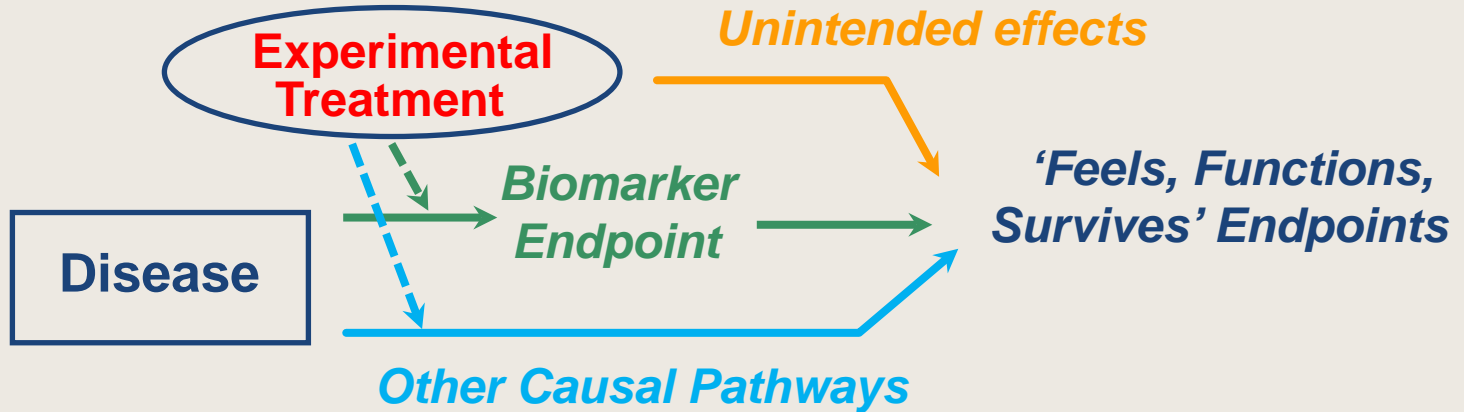 Unintended effects
Experimental
Treatment
Biomarker
Endpoint
‘Feels, Functions,
Survives’ Endpoints
Disease
Other Causal Pathways